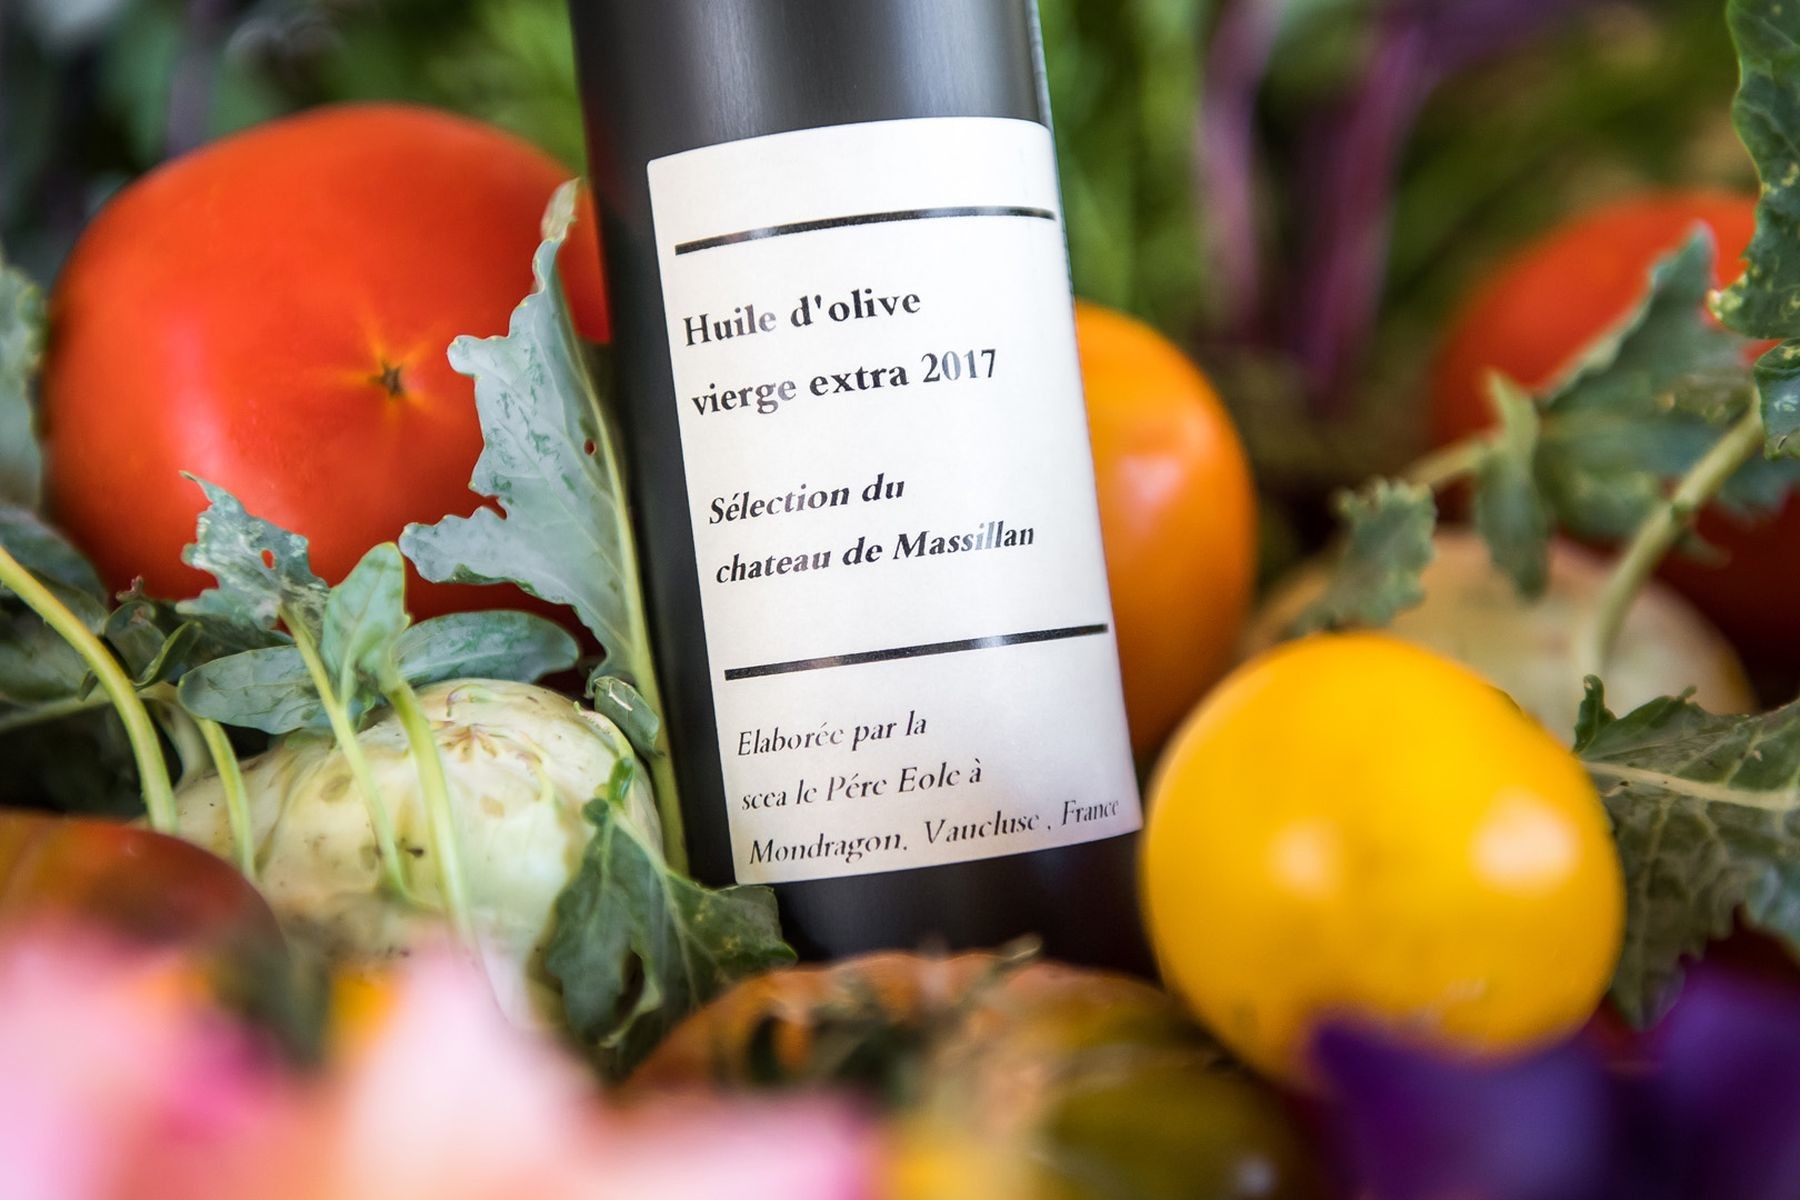 Huile d'olive
vierge extra 2017
Sélection du
chateau de Massillan
Elaborée par la
scea le Pére Eole à
Mondragon, Vaucluse , France